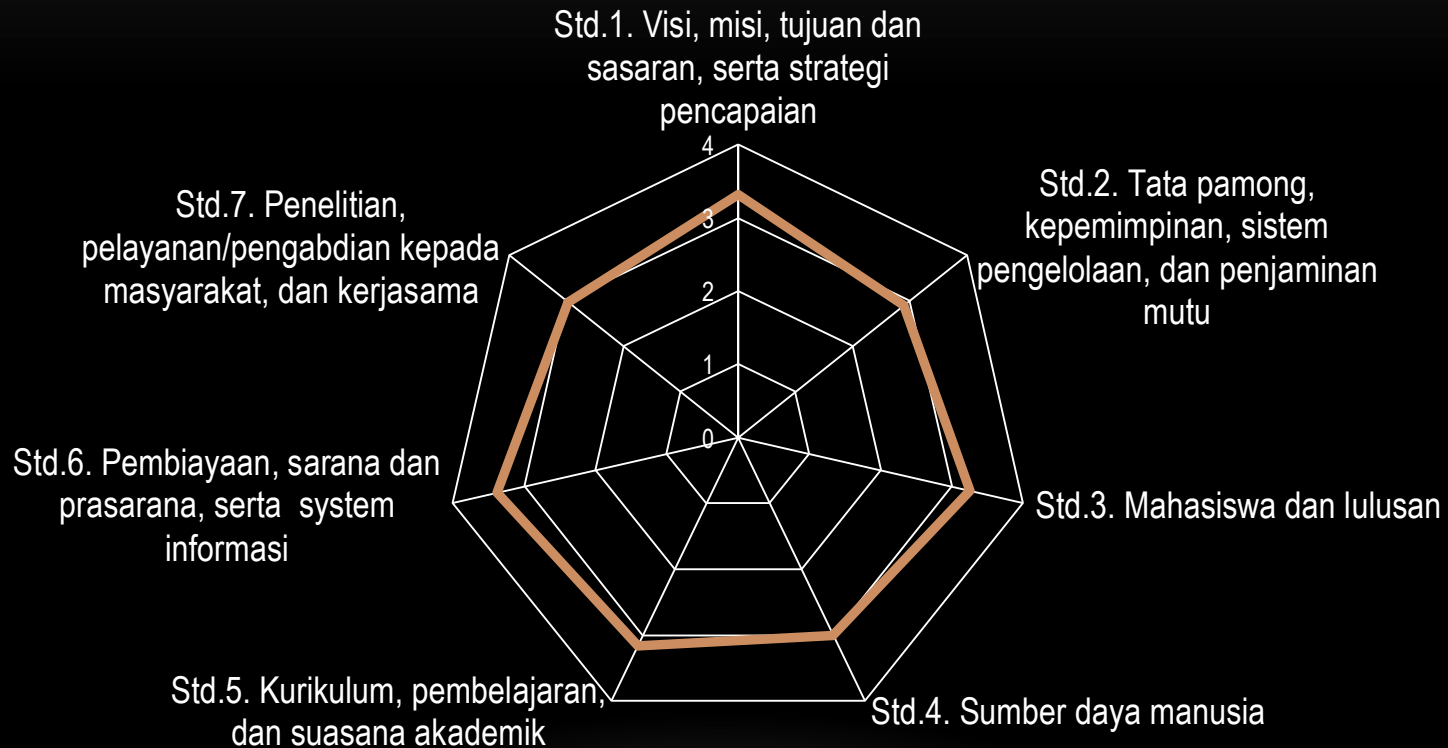 Std.1. Visi, misi, tujuan dan
sasaran, serta strategi
pencapaian
Std.2. Tata pamong,
kepemimpinan, sistem
pengelolaan, dan penjaminan
mutu
Std.3. Mahasiswa dan lulusan
Std.4. Sumber daya manusia
Std.5. Kurikulum, pembelajaran,
dan suasana akademik
Std.6. Pembiayaan, sarana dan
prasarana, serta  system
informasi
Std.7. Penelitian,
pelayanan/pengabdian kepada
masyarakat, dan kerjasama
4
3
2
1
0